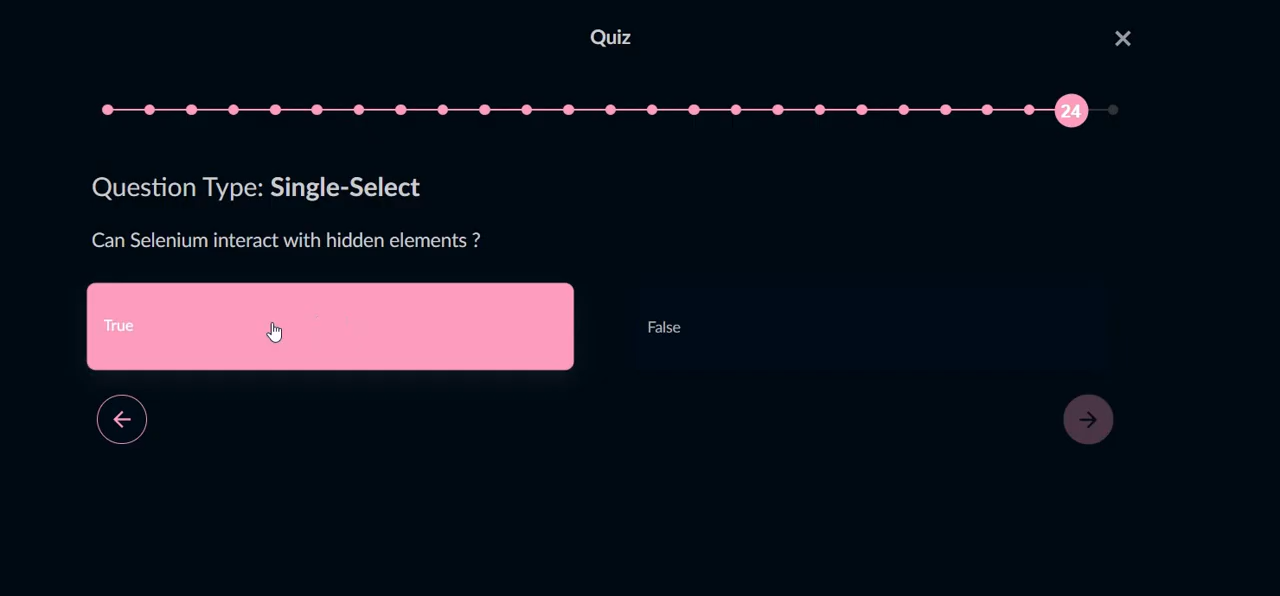 Quiz
24
Question Type: Single-Select
Can Selenium interact with hidden elements ?
True
False